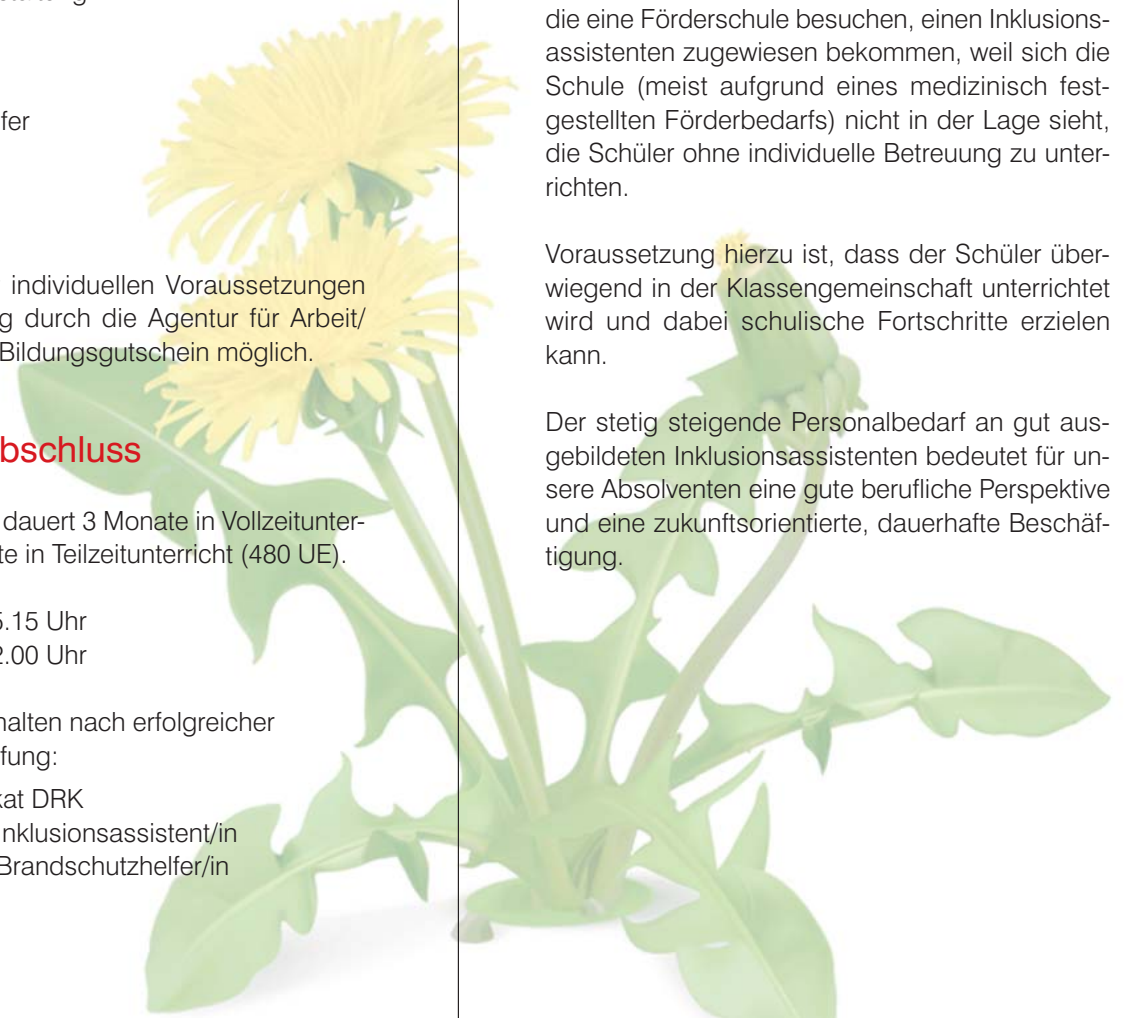 fer
individuellen Voraussetzungen
g durch die Agentur für Arbeit/
Bildungsgutschein möglich.
bschluss
dauert 3 Monate in Vollzeitunter-
te in Teilzeitunterricht (480 UE).
5.15 Uhr
2.00 Uhr
halten nach erfolgreicher
fung:
kat DRK
Inklusionsassistent/in
Brandschutzhelfer/in
die eine Förderschule besuchen, einen Inklusions-
assistenten zugewiesen bekommen, weil sich die
Schule (meist aufgrund eines medizinisch fest-
gestellten Förderbedarfs) nicht in der Lage sieht,
die Schüler ohne individuelle Betreuung zu unter-
richten.
Voraussetzung hierzu ist, dass der Schüler über-
wiegend in der Klassengemeinschaft unterrichtet
wird und dabei schulische Fortschritte erzielen
kann.
Der stetig steigende Personalbedarf an gut aus-
gebildeten Inklusionsassistenten bedeutet für un-
sere Absolventen eine gute berufliche Perspektive
und eine zukunftsorientierte, dauerhafte Beschäf-
tigung.